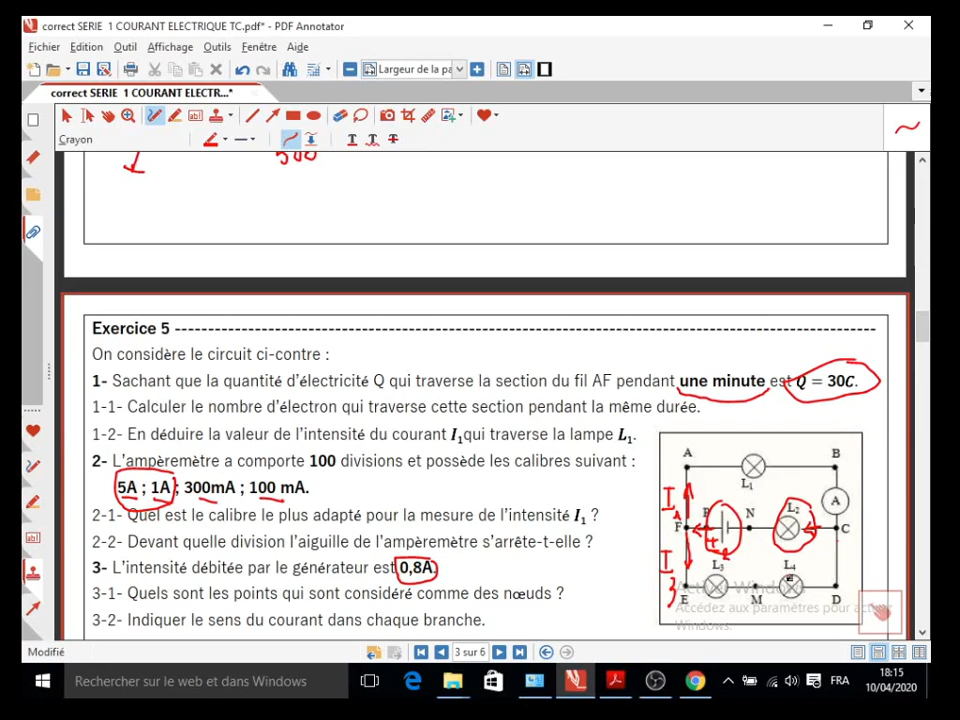 correct SERIE 1 COURANT ELECTRIQUE TC.pdf* - PDF Annotator
Fichier Edition Outil Affichage Outils Fenêtre Aide
Largeur de la pa
correct SERIE 1 COURANT ELECTR...*
Crayon
500
Exercice 5
On considère le circuit ci-contre :
1- Sachant que la quantité d'électricité Q qui traverse la section du fil AF pendant une minute est Q = 30C.
1-1- Calculer le nombre d'électron qui traverse cette section pendant la même durée.
1-2- En déduire la valeur de l'intensité du courant I₁qui traverse la lampe L₁.
2- L'ampèremètre a comporte 100 divisions et possède les calibres suivant :
5A ; 1A ; 300mA ; 100 mA.
2-1- Quel est le calibre le plus adapté pour la mesure de l'intensité I₁ ?
2-2- Devant quelle division l'aiguille de l'ampèremètre s'arrête-t-elle ?
3- L'intensité débitée par le générateur est 0,8A.
3-1- Quels sont les points qui sont considéré comme des nœuds ?
3-2- Indiquer le sens du courant dans chaque branche.
A B
L₁
A
I₁
P N L₂
F C
+
I₃
L₃ L₄
E M D
Activer Windows
Accédez aux paramètres pour activer
Windows.
Modifié 3 sur 6
Rechercher sur le web et dans Windows
FRA
18:15
10/04/2020